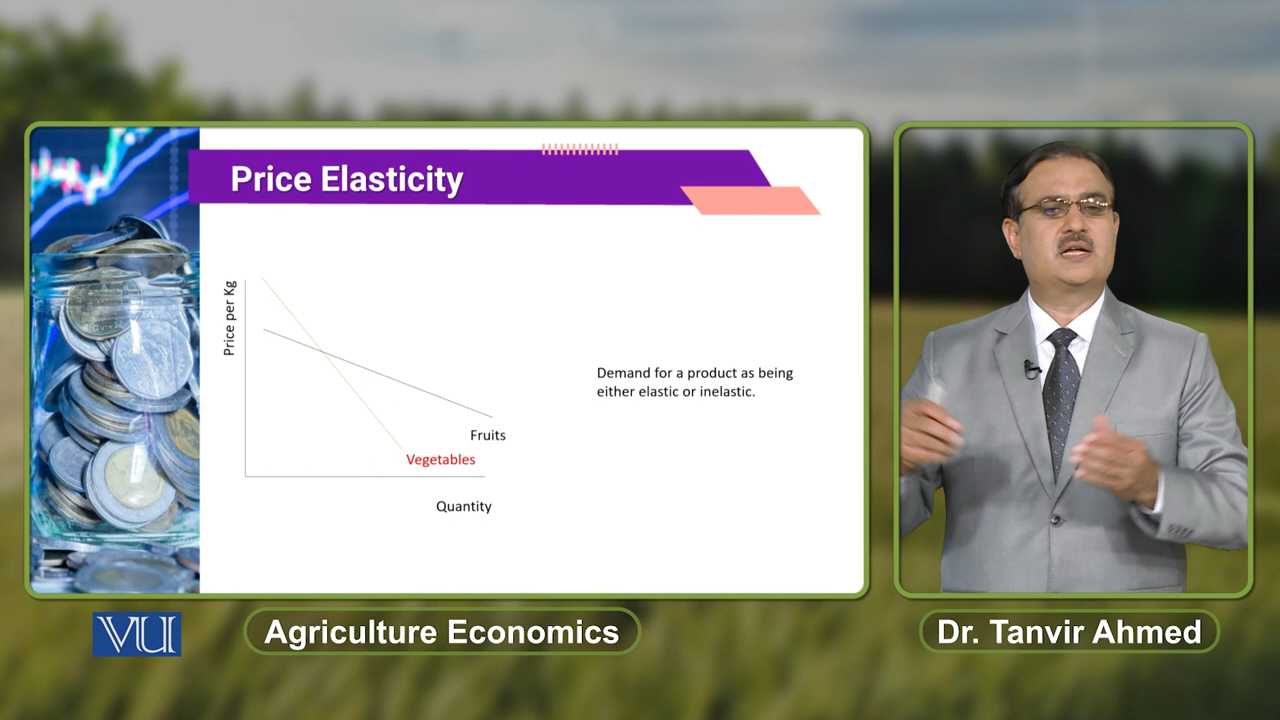 Price Elasticity
Price per Kg
Demand for a product as being
either elastic or inelastic.
Fruits
Vegetables
Quantity
VU
Agriculture Economics
Dr. Tanvir Ahmed